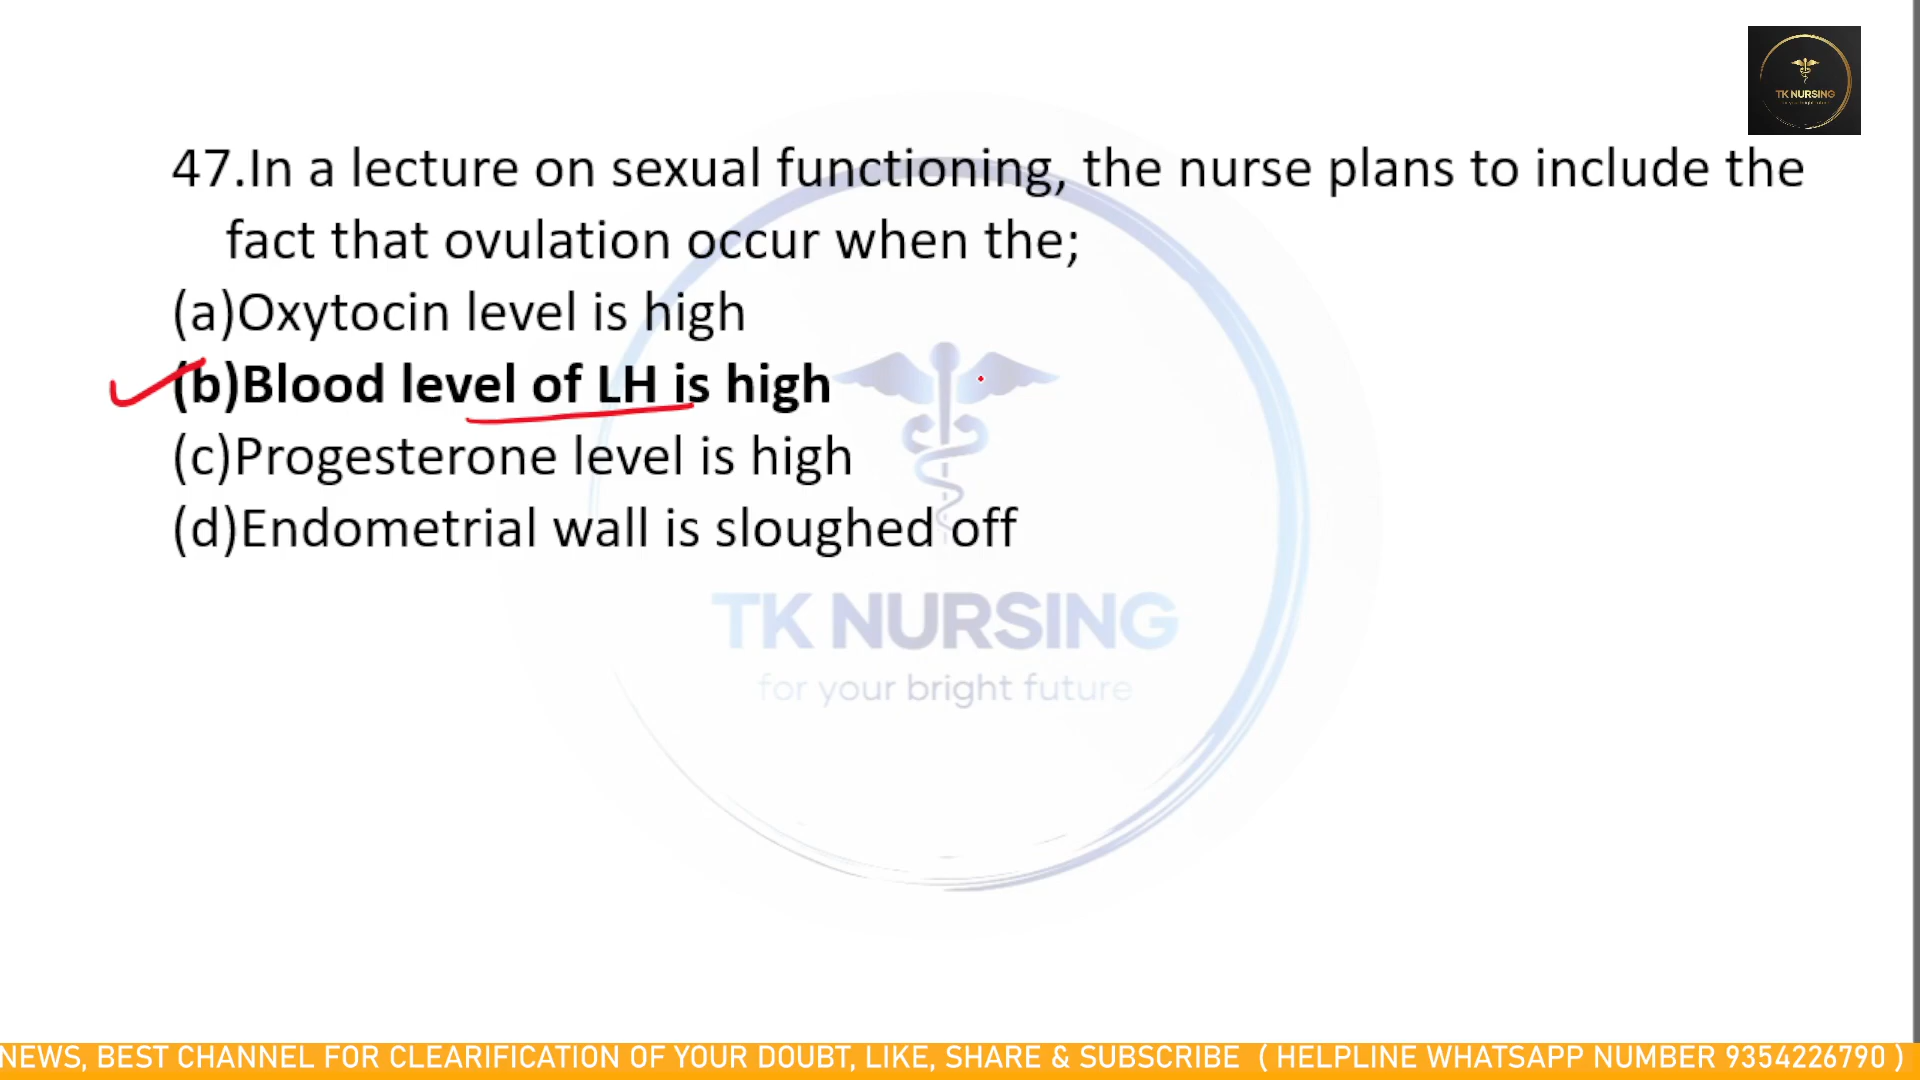 TK NURSING
47.In a lecture on sexual functioning, the nurse plans to include the
fact that ovulation occur when the;
(a)Oxytocin level is high
(b)Blood level of LH is high
(c)Progesterone level is high
(d)Endometrial wall is sloughed off
TK NURSING
for your bright future
NEWS, BEST CHANNEL FOR CLEARIFICATION OF YOUR DOUBT, LIKE, SHARE & SUBSCRIBE ( HELPLINE WHATSAPP NUMBER 9354226790 )